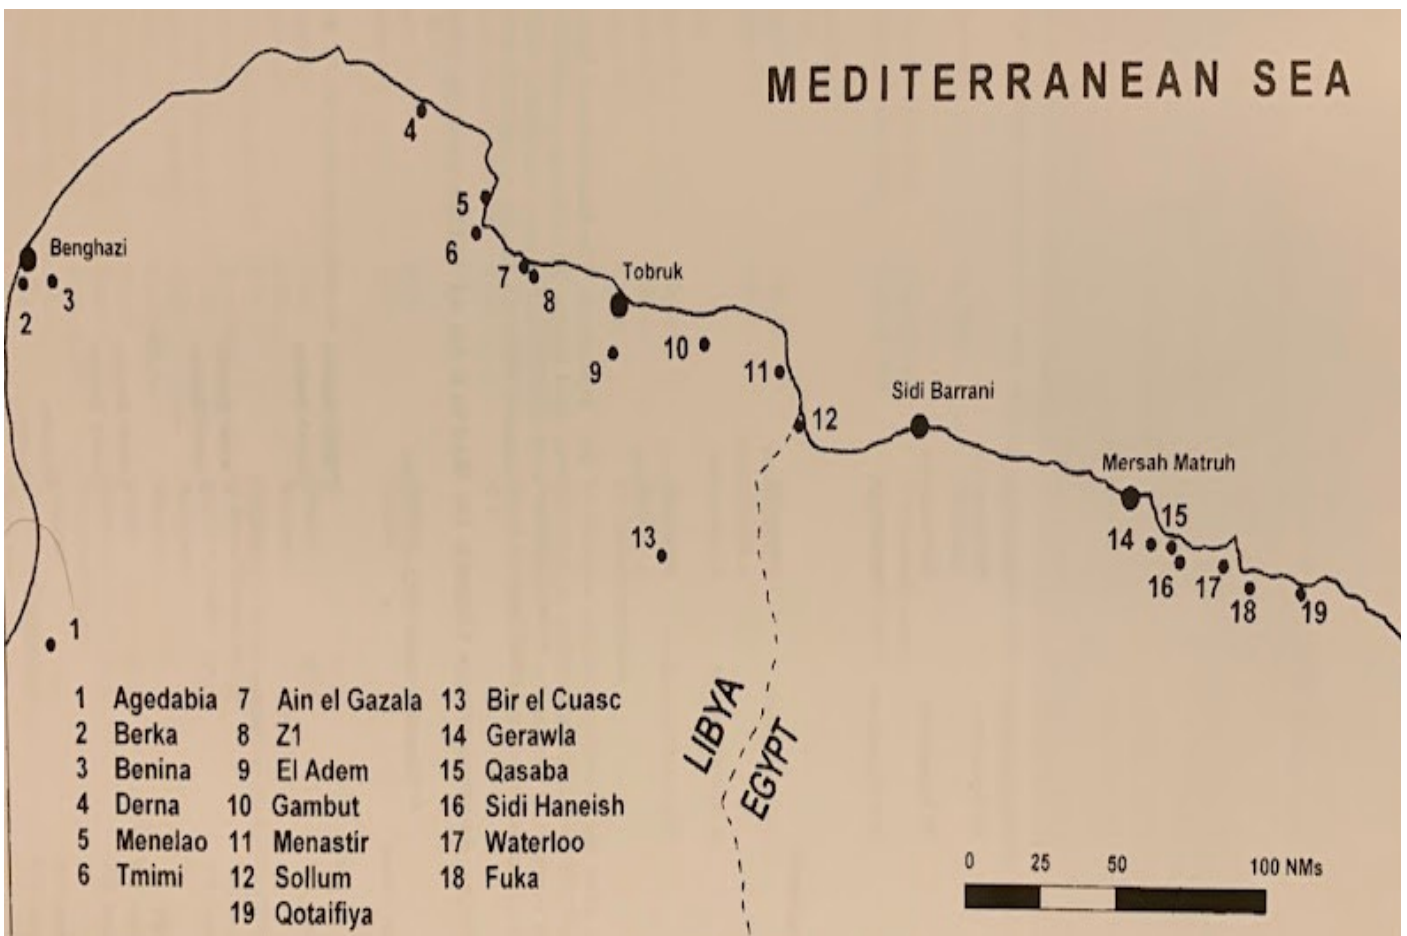 MEDITERRANEAN SEA
4
5
6
Benghazi
3
2
7
8
Tobruk
9
10
11
12
Sidi Barrani
Mersah Matruh
13
14
15
16
17
18
19
1
LIBYA
EGYPT
1 Agedabia 7 Ain el Gazala 13 Bir el Cuasc
2 Berka 8 Z1 14 Gerawla
3 Benina 9 El Adem 15 Qasaba
4 Derna 10 Gambut 16 Sidi Haneish
5 Menelao 11 Menastir 17 Waterloo
6 Tmimi 12 Sollum 18 Fuka
19 Qotaifiya
0 25 50 100 NMs